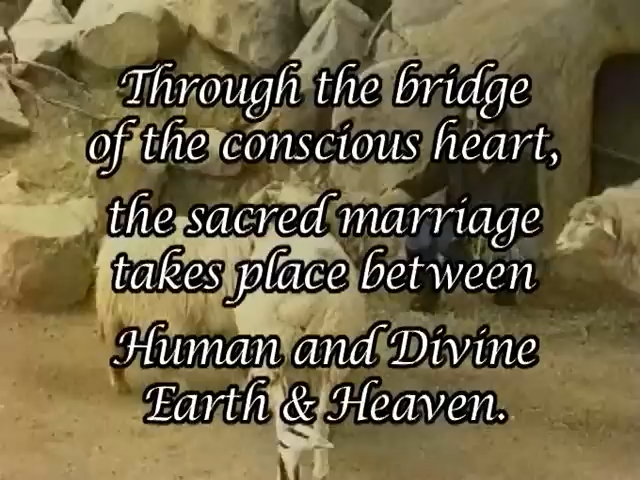 Through the bridge
of the conscious heart,
the sacred marriage
takes place between
Human and Divine
Earth & Heaven.